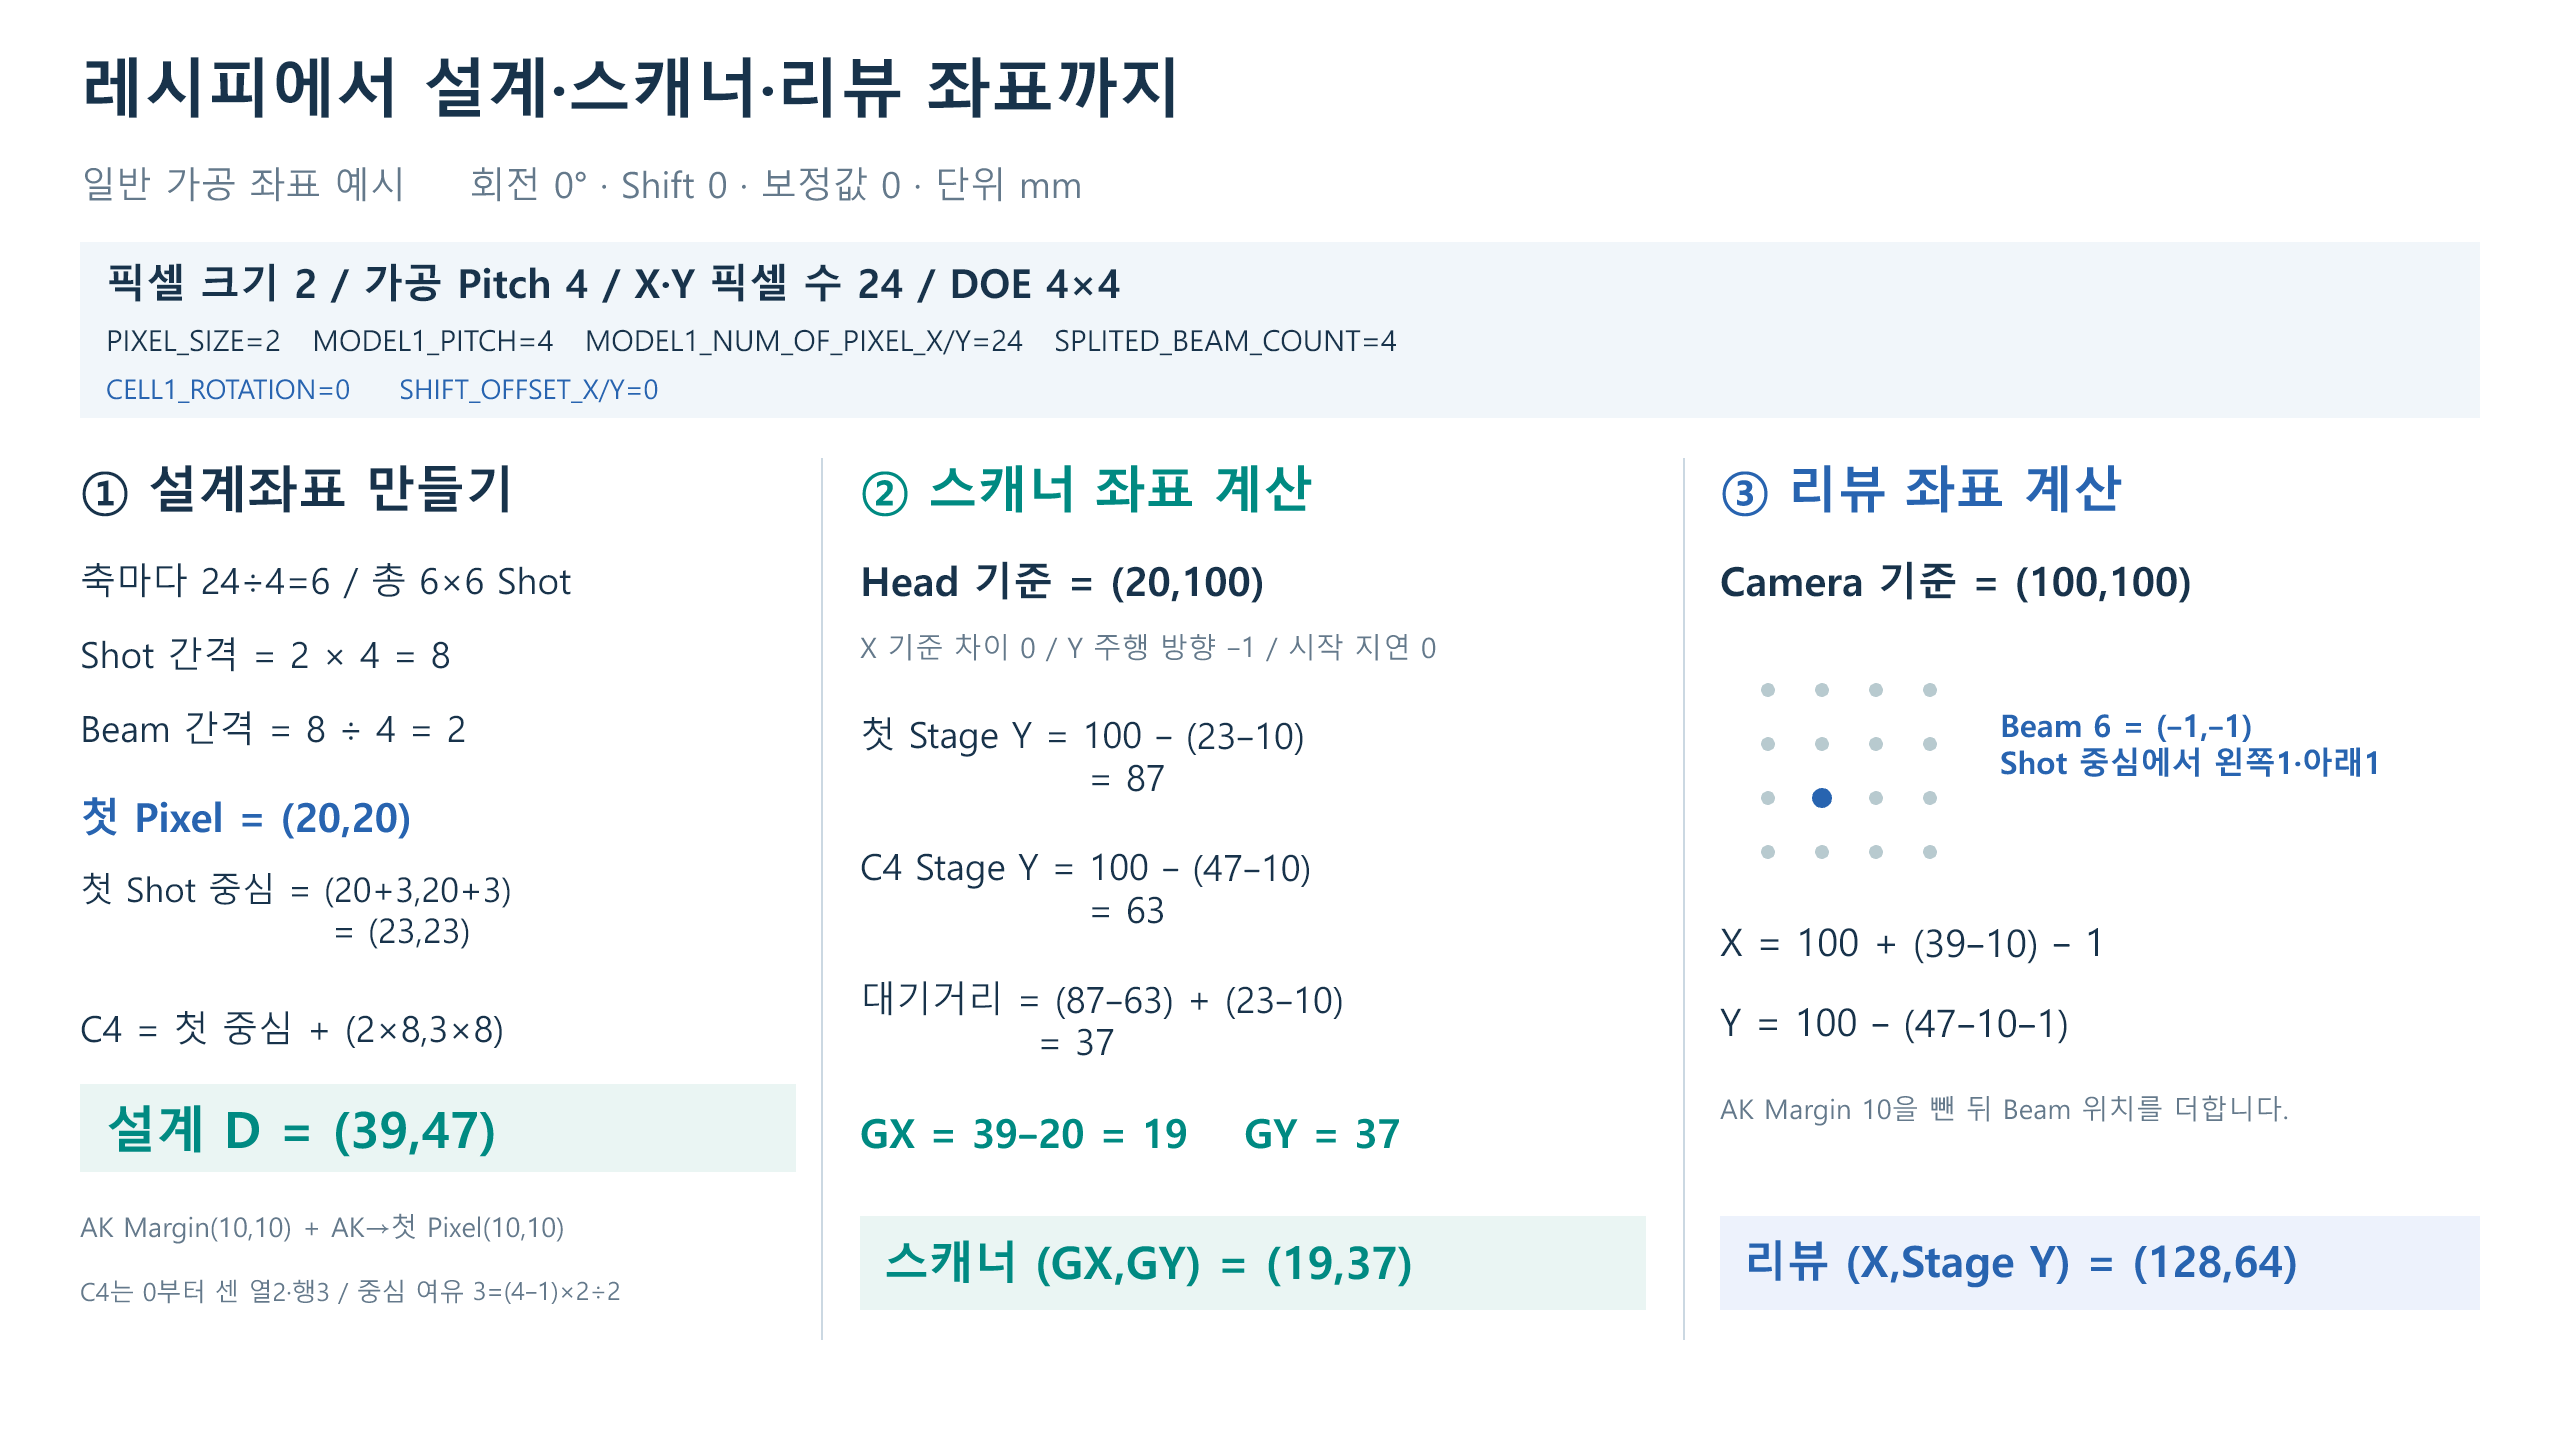 레시피에서 설계·스캐너·리뷰 좌표까지
일반 가공 좌표 예시 회전 0° · Shift 0 · 보정값 0 · 단위 mm
픽셀 크기 2 / 가공 Pitch 4 / X·Y 픽셀 수 24 / DOE 4×4
PIXEL_SIZE=2 MODEL1_PITCH=4 MODEL1_NUM_OF_PIXEL_X/Y=24 SPLITED_BEAM_COUNT=4
CELL1_ROTATION=0 SHIFT_OFFSET_X/Y=0
① 설계좌표 만들기
축마다 24÷4=6 / 총 6×6 Shot
Shot 간격 = 2 × 4 = 8
Beam 간격 = 8 ÷ 4 = 2
첫 Pixel = (20,20)
첫 Shot 중심 = (20+3,20+3)
= (23,23)
C4 = 첫 중심 + (2×8,3×8)
설계 D = (39,47)
AK Margin(10,10) + AK→첫 Pixel(10,10)
C4는 0부터 센 열2·행3 / 중심 여유 3=(4–1)×2÷2
② 스캐너 좌표 계산
Head 기준 = (20,100)
X 기준 차이 0 / Y 주행 방향 –1 / 시작 지연 0
첫 Stage Y = 100 – (23–10)
= 87
C4 Stage Y = 100 – (47–10)
= 63
대기거리 = (87–63) + (23–10)
= 37
GX = 39–20 = 19 GY = 37
스캐너 (GX,GY) = (19,37)
③ 리뷰 좌표 계산
Camera 기준 = (100,100)
Beam 6 = (–1,–1)
Shot 중심에서 왼쪽1·아래1
X = 100 + (39–10) – 1
Y = 100 – (47–10–1)
AK Margin 10을 뺀 뒤 Beam 위치를 더합니다.
리뷰 (X,Stage Y) = (128,64)